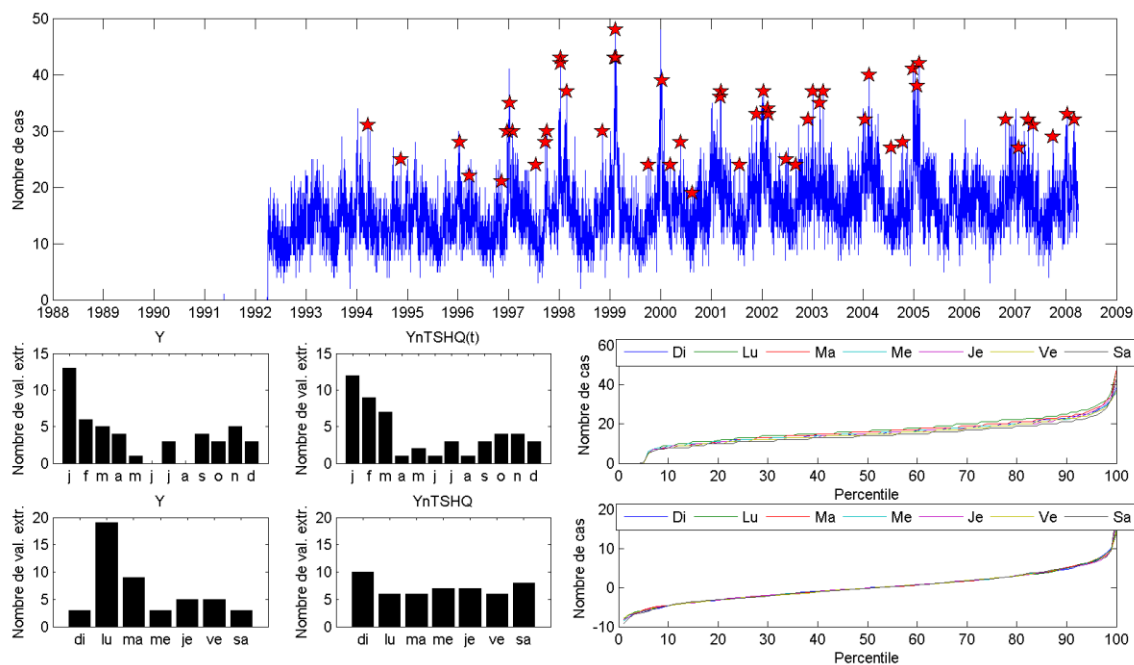 50
40
30
20
10
0
Nombre de cas
1988 1989 1990 1991 1992 1993 1994 1995 1996 1997 1998 1999 2000 2001 2002 2003 2004 2005 2006 2007 2008 2009
Y
15
10
5
0
Nombre de val. extr.
j f m a m j j a s o n d
YnTSHQ(t)
15
10
5
0
Nombre de val. extr.
j f m a m j j a s o n d
Di Lu Ma Me Je Ve Sa
60
40
20
0
Nombre de cas
0 10 20 30 40 50 60 70 80 90 100
Percentile
Y
20
15
10
5
0
Nombre de val. extr.
di lu ma me je ve sa
YnTSHQ
20
15
10
5
0
Nombre de val. extr.
di lu ma me je ve sa
Di Lu Ma Me Je Ve Sa
20
10
0
-10
Nombre de cas
0 10 20 30 40 50 60 70 80 90 100
Percentile